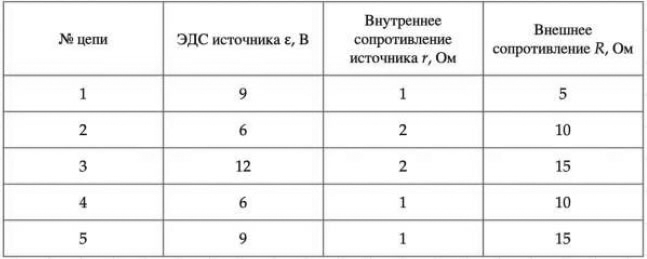 № цепи
ЭДС источника ε, В
Внутреннее
сопротивление
источника r, Ом
Внешнее
сопротивление R, Ом
1 9 1 5
2 6 2 10
3 12 2 15
4 6 1 10
5 9 1 15